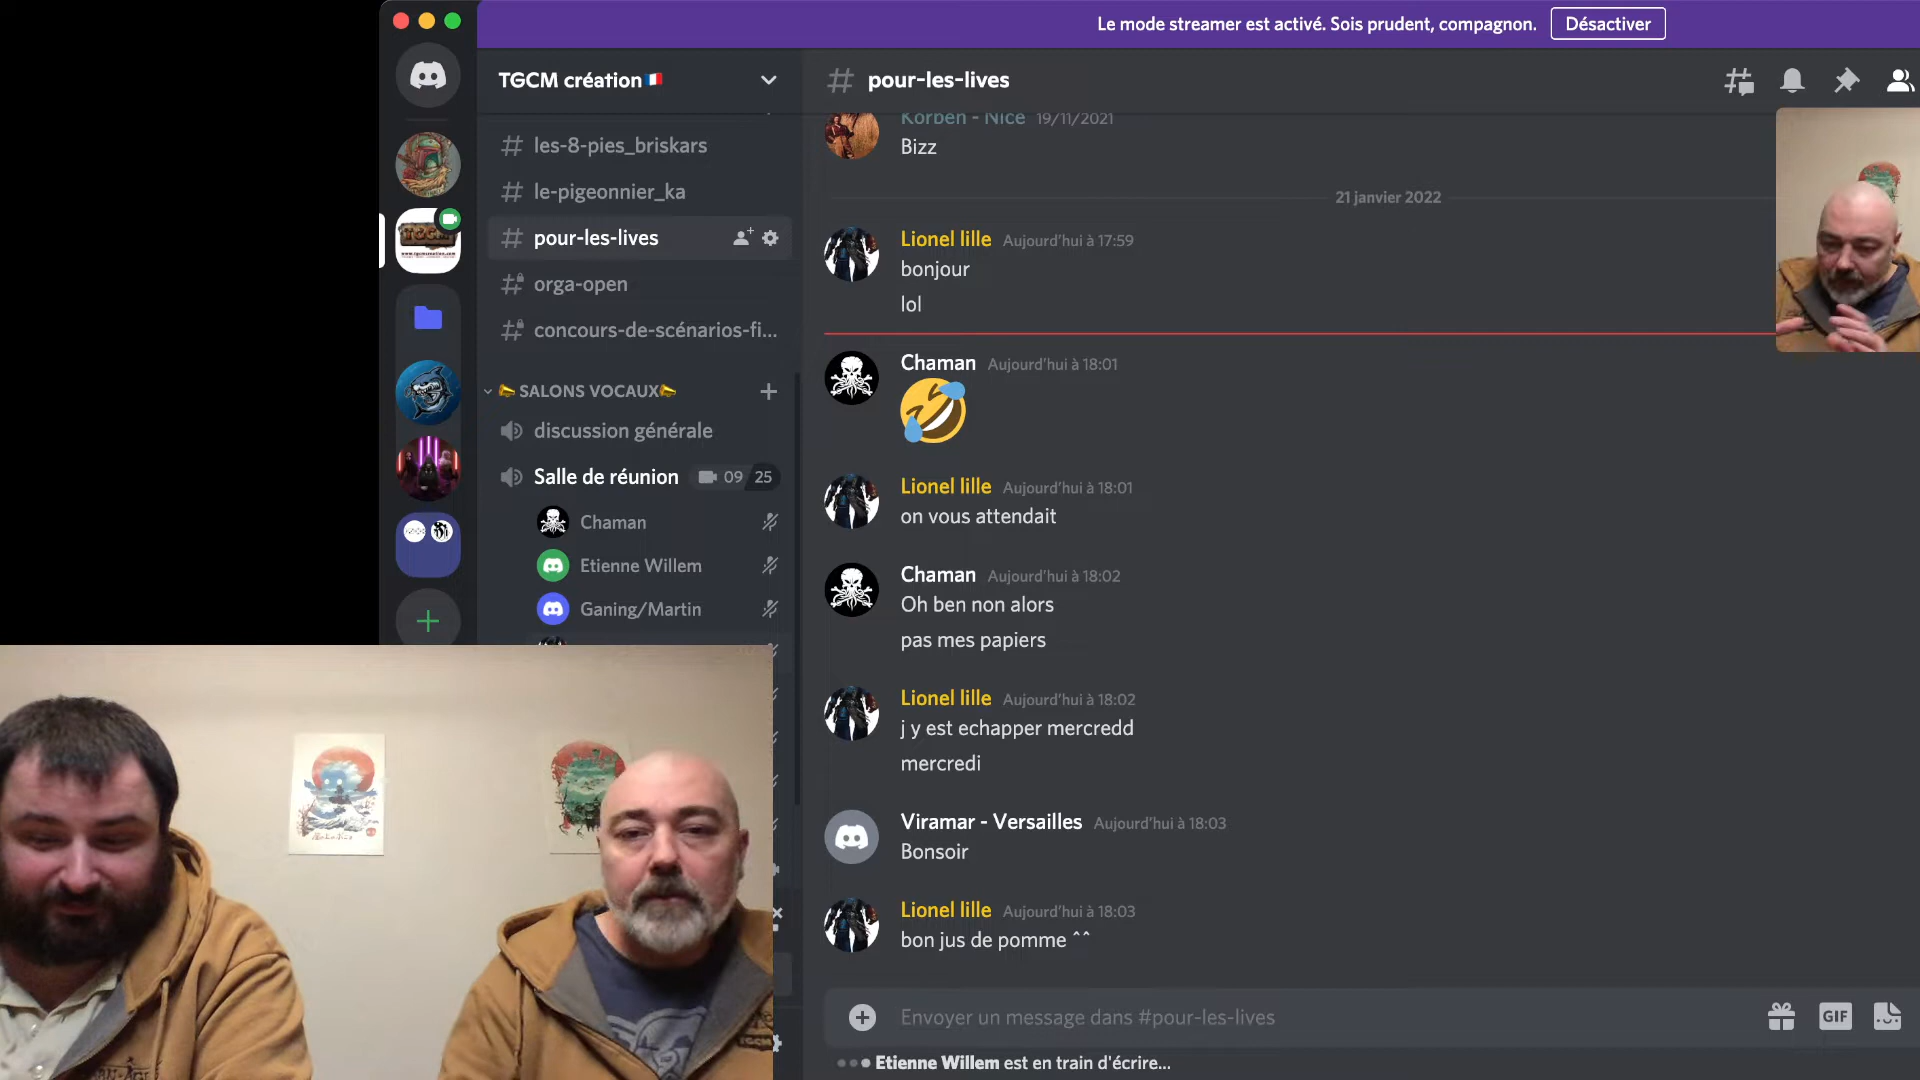 Le mode streamer est activé. Sois prudent, compagnon.
Désactiver
TGCM création🇫🇷
les-8-pies_briskars
le-pigeonnier_ka
pour-les-lives
orga-open
concours-de-scénarios-fi...
SALONS VOCAUX
discussion générale
Salle de réunion 09 25
Chaman
Etienne Willem
Ganing/Martin
# pour-les-lives
Korben - Nice 19/11/2021
Bizz
21 janvier 2022
Lionel lille Aujourd'hui à 17:59
bonjour
lol
Chaman Aujourd'hui à 18:01
🤣
Lionel lille Aujourd'hui à 18:01
on vous attendait
Chaman Aujourd'hui à 18:02
Oh ben non alors
pas mes papiers
Lionel lille Aujourd'hui à 18:02
j y est echapper mercredd
mercredi
Viramar - Versailles Aujourd'hui à 18:03
Bonsoir
Lionel lille Aujourd'hui à 18:03
bon jus de pomme ^^
Envoyer un message dans #pour-les-lives
GIF
Etienne Willem est en train d'écrire...